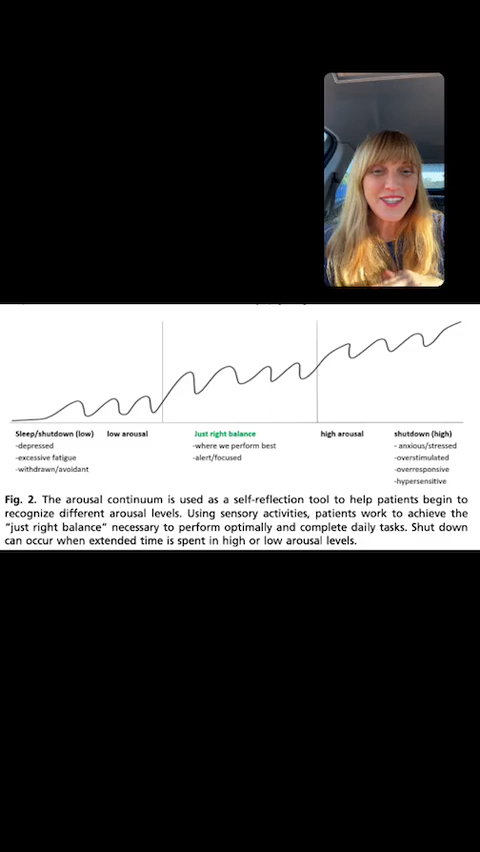 Sleep/shutdown (low) low arousal Just right balance high arousal shutdown (high)
-depressed -where we perform best - anxious/stressed
-excessive fatigue -alert/focused -overstimulated
-withdrawn/avoidant -overresponsive
-hypersensitive
Fig. 2. The arousal continuum is used as a self-reflection tool to help patients begin to
recognize different arousal levels. Using sensory activities, patients work to achieve the
“just right balance” necessary to perform optimally and complete daily tasks. Shut down
can occur when extended time is spent in high or low arousal levels.